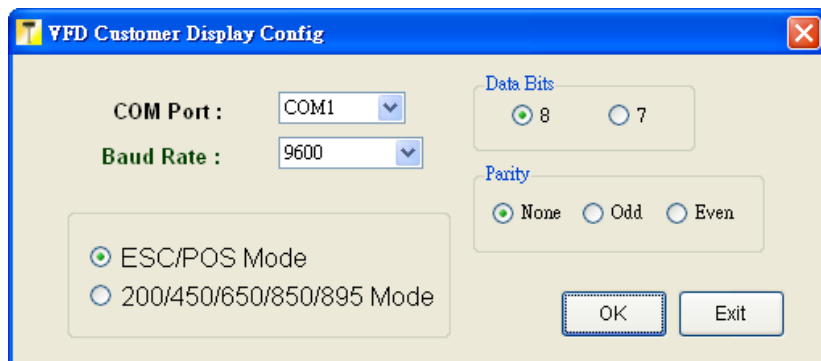 VFD Customer Display Config
COM Port :
COM1
Baud Rate :
9600
Data Bits
8
7
Parity
None
Odd
Even
ESC/POS Mode
200/450/650/850/895 Mode
OK
Exit